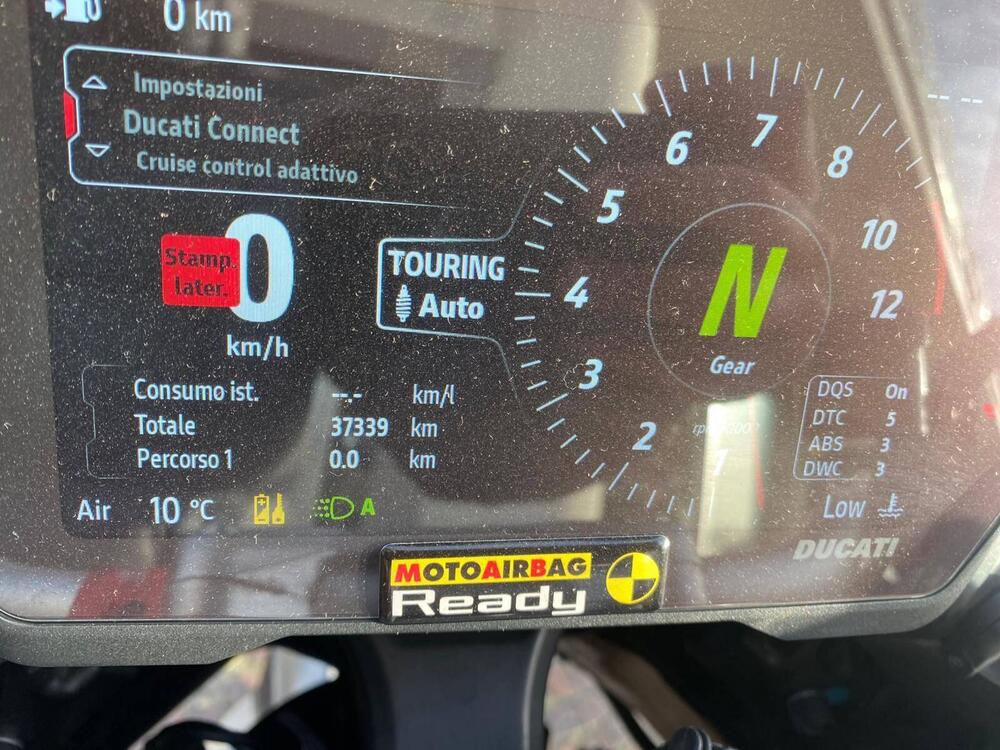 0 km
Impostazioni
Ducati Connect
Cruise control adattivo
Stamp. later.
0
km/h
TOURING
Auto
Consumo ist. --.- km/l
Totale 37339 km
Percorso 1 0.0 km
Air 10 °C
A
1
2
3
4
5
6
7
8
10
12
N
Gear
-- --
DQS On
DTC 5
ABS 3
DWC 3
Low
DUCATI
MOTOAIRBAG
Ready